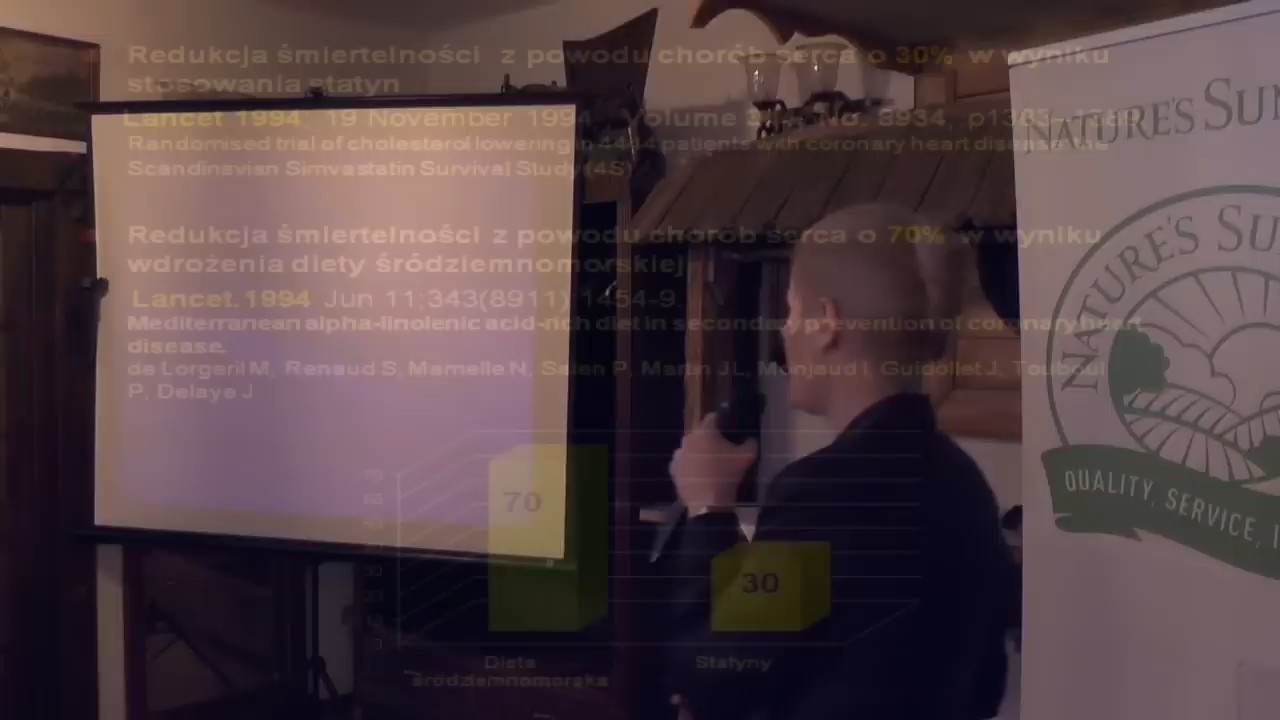 Redukcja śmiertelności z powodu chorób serca o 30% w wyniku
stosowania statyn
Lancet 1994, 19 November 1994, Volume No. 8934,
Randomised trial of cholesterol lowering in 4444 patients with coronary heart disease: the
Scandinavian Simvastatin Survival Study (4S)
Redukcja śmiertelności z powodu chorób serca o 70% w wyniku
wdrożenia diety śródziemnomorskiej
Lancet. 1994 Jun 11;343(8911):1454-9.
Mediterranean alpha-linolenic acid-rich diet in secondary prevention of coronary heart
disease.
de Lorgeril M, Renaud S, Mamelle N, Salen P, Martin JL, Monjaud I, Guidollet J, Touboul
P, Delaye J
70
30
Dieta
śródziemnomorska
Statyny
NATURE'S SUN
NATURE'S SU
QUALITY, SERVICE,